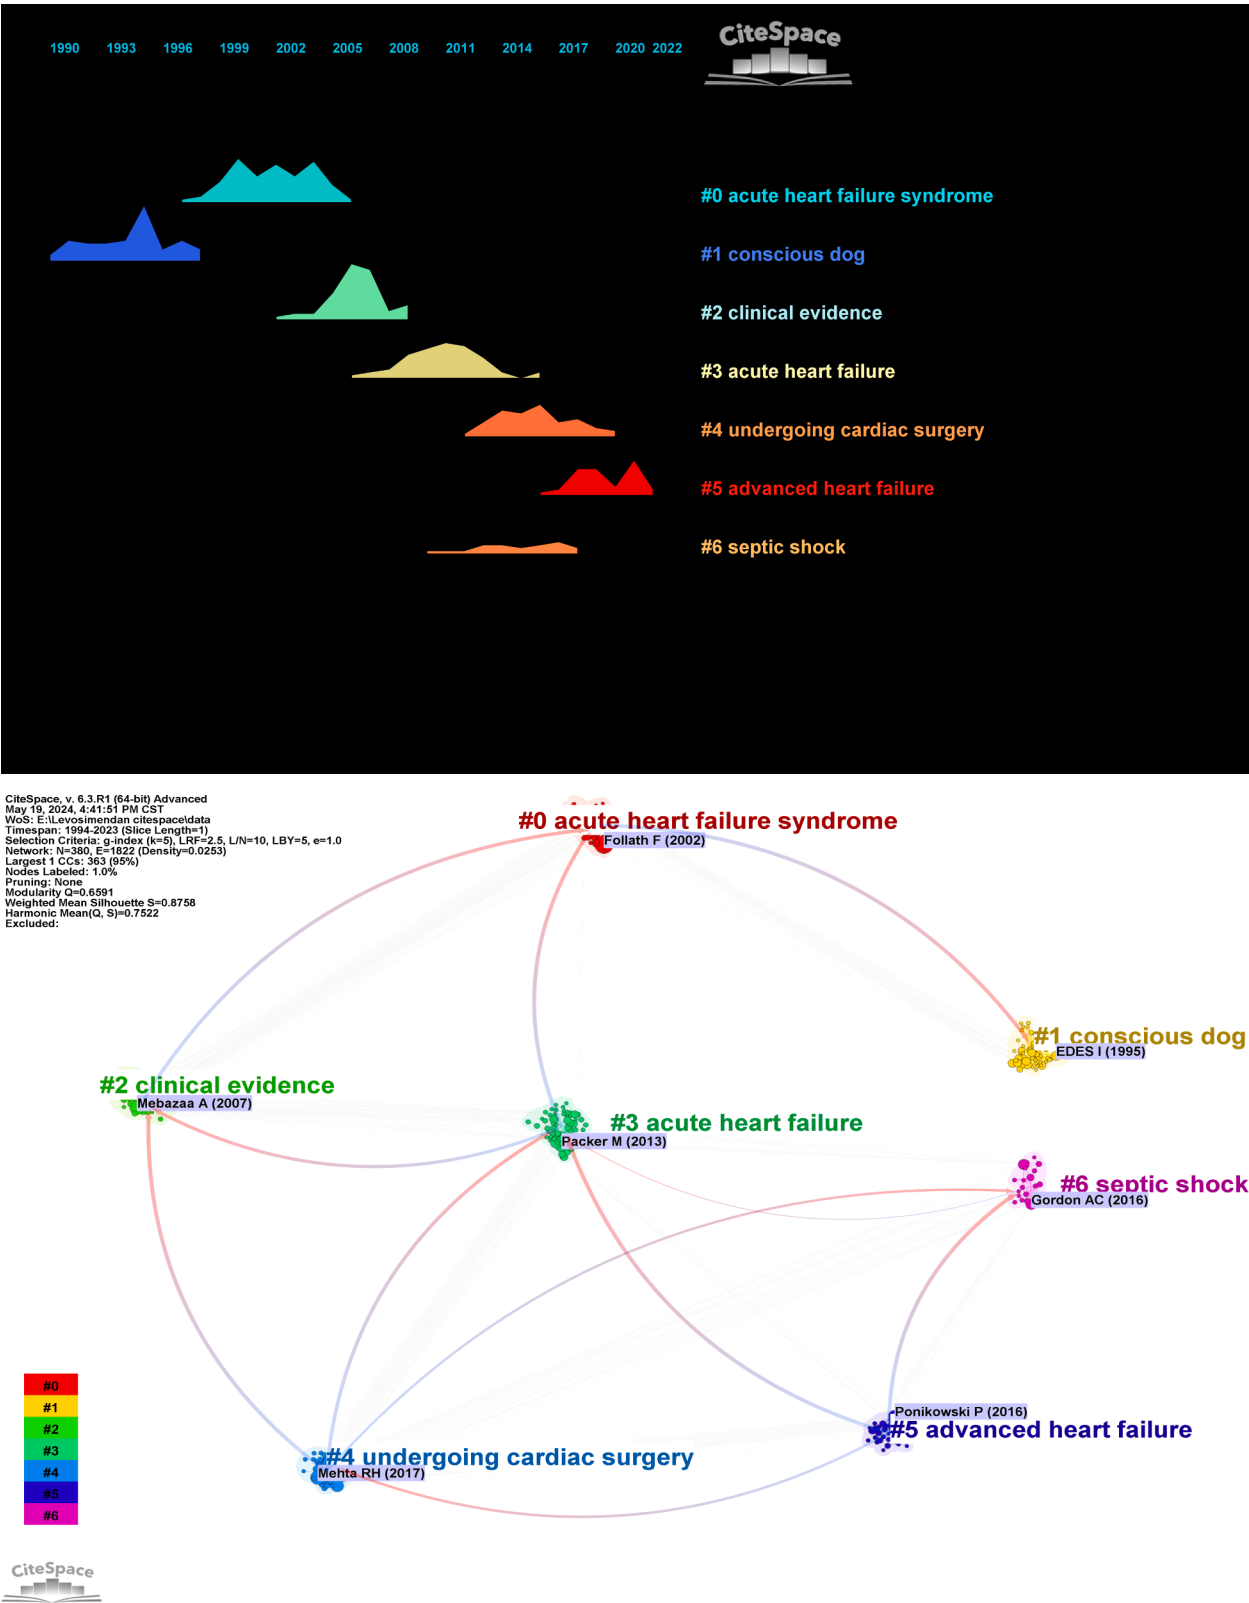 1990 1993 1996 1999 2002 2005 2008 2011 2014 2017 2020 2022
CiteSpace
#0 acute heart failure syndrome
#1 conscious dog
#2 clinical evidence
#3 acute heart failure
#4 undergoing cardiac surgery
#5 advanced heart failure
#6 septic shock
CiteSpace, v. 6.3.R1 (64-bit) Advanced
May 19, 2024, 4:41:51 PM CST
WoS: E:\Levosimendan citespace\data
Timespan: 1994-2023 (Slice Length=1)
Selection Criteria: g-index (k=5), LRF=2.5, L/N=10, LBY=5, e=1.0
Network: N=380, E=1822 (Density=0.0253)
Largest 1 CCs: 363 (95%)
Nodes Labeled: 1.0%
Pruning: None
Modularity Q=0.6591
Weighted Mean Silhouette S=0.8758
Harmonic Mean(Q, S)=0.7522
Excluded:
#0 acute heart failure syndrome
Follath F (2002)
#1 conscious dog
EDES I (1995)
#2 clinical evidence
Mebazaa A (2007)
#3 acute heart failure
Packer M (2013)
#6 septic shock
Gordon AC (2016)
Ponikowski P (2016)
#5 advanced heart failure
#4 undergoing cardiac surgery
Mehta RH (2017)
#0
#1
#2
#3
#4
#5
#6
CiteSpace